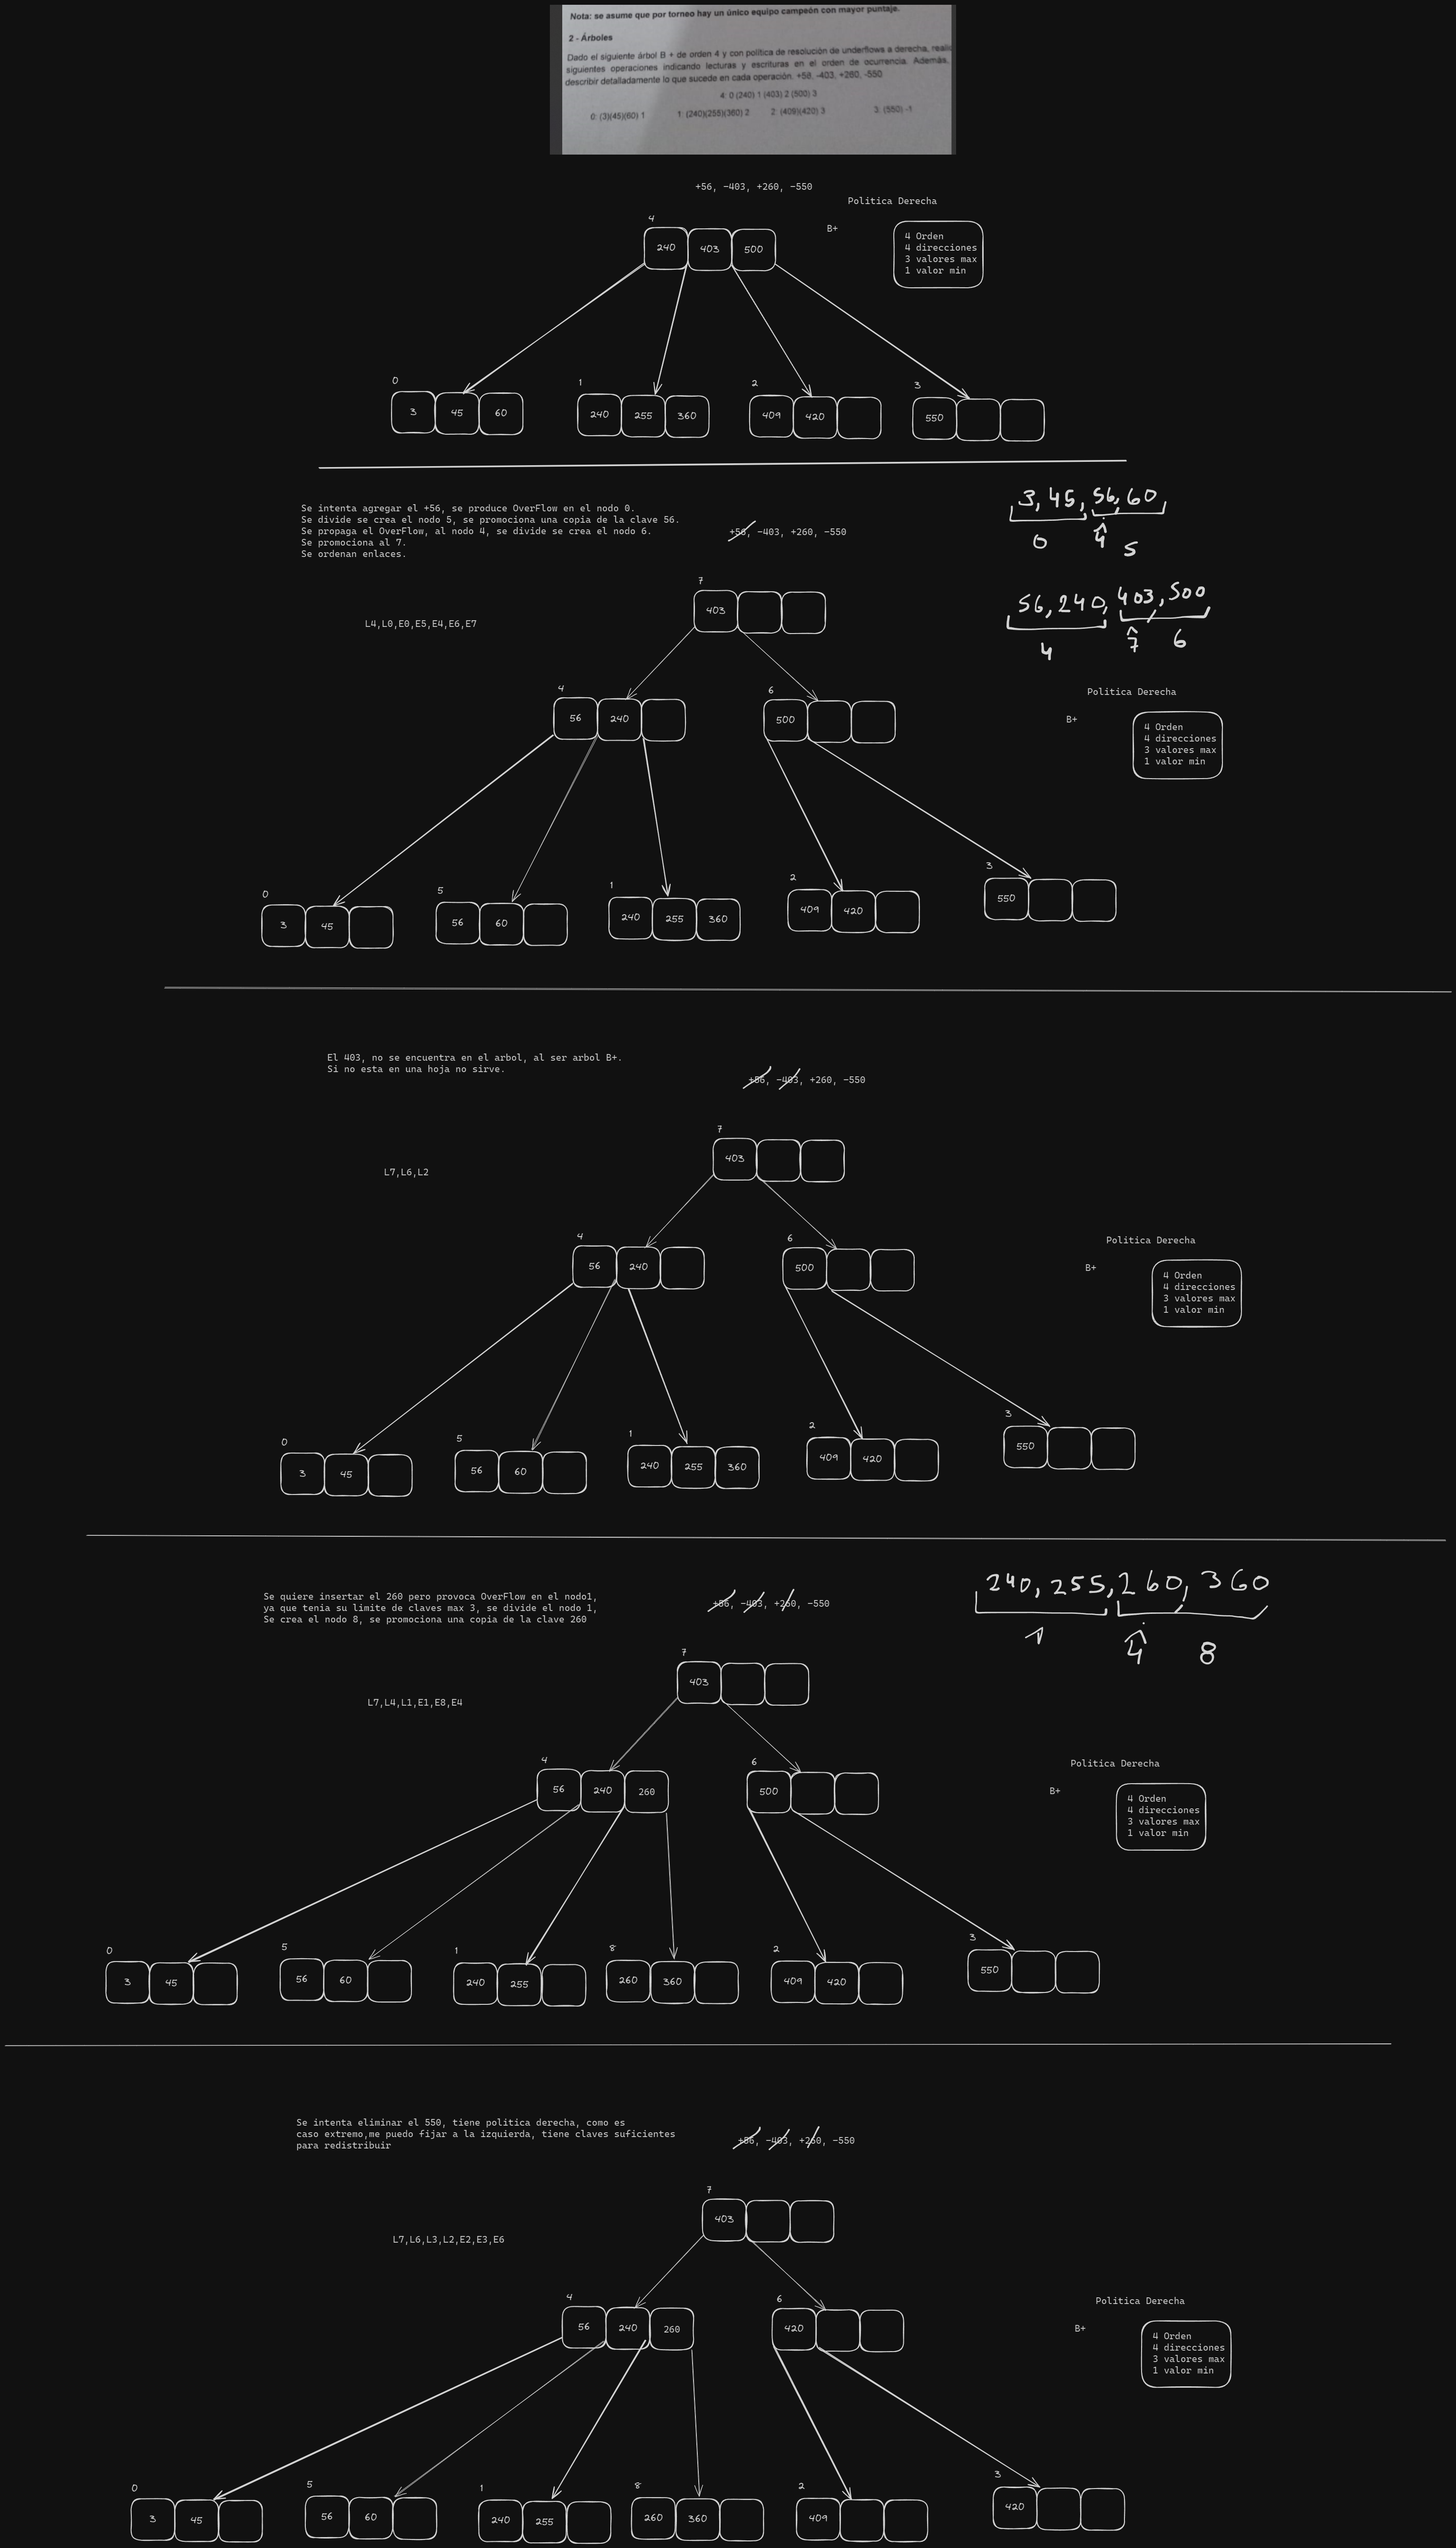 Nota: se asume que por torneo hay un único equipo campeón con mayor puntaje.
2 - Árboles
Dado el siguiente árbol B + de orden 4 y con política de resolución de underflows a derecha, realic
siguientes operaciones indicando lecturas y escrituras en el orden de ocurrencia. Además,
describir detalladamente lo que sucede en cada operación. +56, -403, +260, -550
4: 0 (240) 1 (403) 2 (500) 3
0: (3)(45)(60) 1 1: (240)(255)(360) 2 2: (409)(420) 3 3: (550) -1
+56, -403, +260, -550
Politica Derecha
4
B+
240 403 500
4 Orden
4 direcciones
3 valores max
1 valor min
0 1 2 3
3 45 60 240 255 360 409 420 550
Se intenta agregar el +56, se produce OverFlow en el nodo 0.
Se divide se crea el nodo 5, se promociona una copia de la clave 56.
Se propaga el OverFlow, al nodo 4, se divide se crea el nodo 6.
Se promociona al 7.
Se ordenan enlaces.
+56, -403, +260, -550
3, 45, 56, 60
0 4 5
7
403
56, 240, 403, 500
4 7 6
L4,L0,E0,E5,E4,E6,E7
4 6
56 240 500
Politica Derecha
B+
4 Orden
4 direcciones
3 valores max
1 valor min
0 5 1 2 3
3 45 56 60 240 255 360 409 420 550
El 403, no se encuentra en el arbol, al ser arbol B+.
Si no esta en una hoja no sirve.
+56, -403, +260, -550
7
403
L7,L6,L2
4 6
56 240 500
Politica Derecha
B+
4 Orden
4 direcciones
3 valores max
1 valor min
0 5 1 2 3
3 45 56 60 240 255 360 409 420 550
Se quiere insertar el 260 pero provoca OverFlow en el nodo1,
ya que tenia su limite de claves max 3, se divide el nodo 1,
Se crea el nodo 8, se promociona una copia de la clave 260
+56, -403, +260, -550
240, 255, 260, 360
1 4 8
7
403
L7,L4,L1,E1,E8,E4
4 6
56 240 260 500
Politica Derecha
B+
4 Orden
4 direcciones
3 valores max
1 valor min
0 5 1 8 2 3
3 45 56 60 240 255 260 360 409 420 550
Se intenta eliminar el 550, tiene politica derecha, como es
caso extremo,me puedo fijar a la izquierda, tiene claves suficientes
para redistribuir
+56, -403, +260, -550
7
403
L7,L6,L3,L2,E2,E3,E6
4 6
56 240 260 420
Politica Derecha
B+
4 Orden
4 direcciones
3 valores max
1 valor min
0 5 1 8 2 3
3 45 56 60 240 255 260 360 409 420